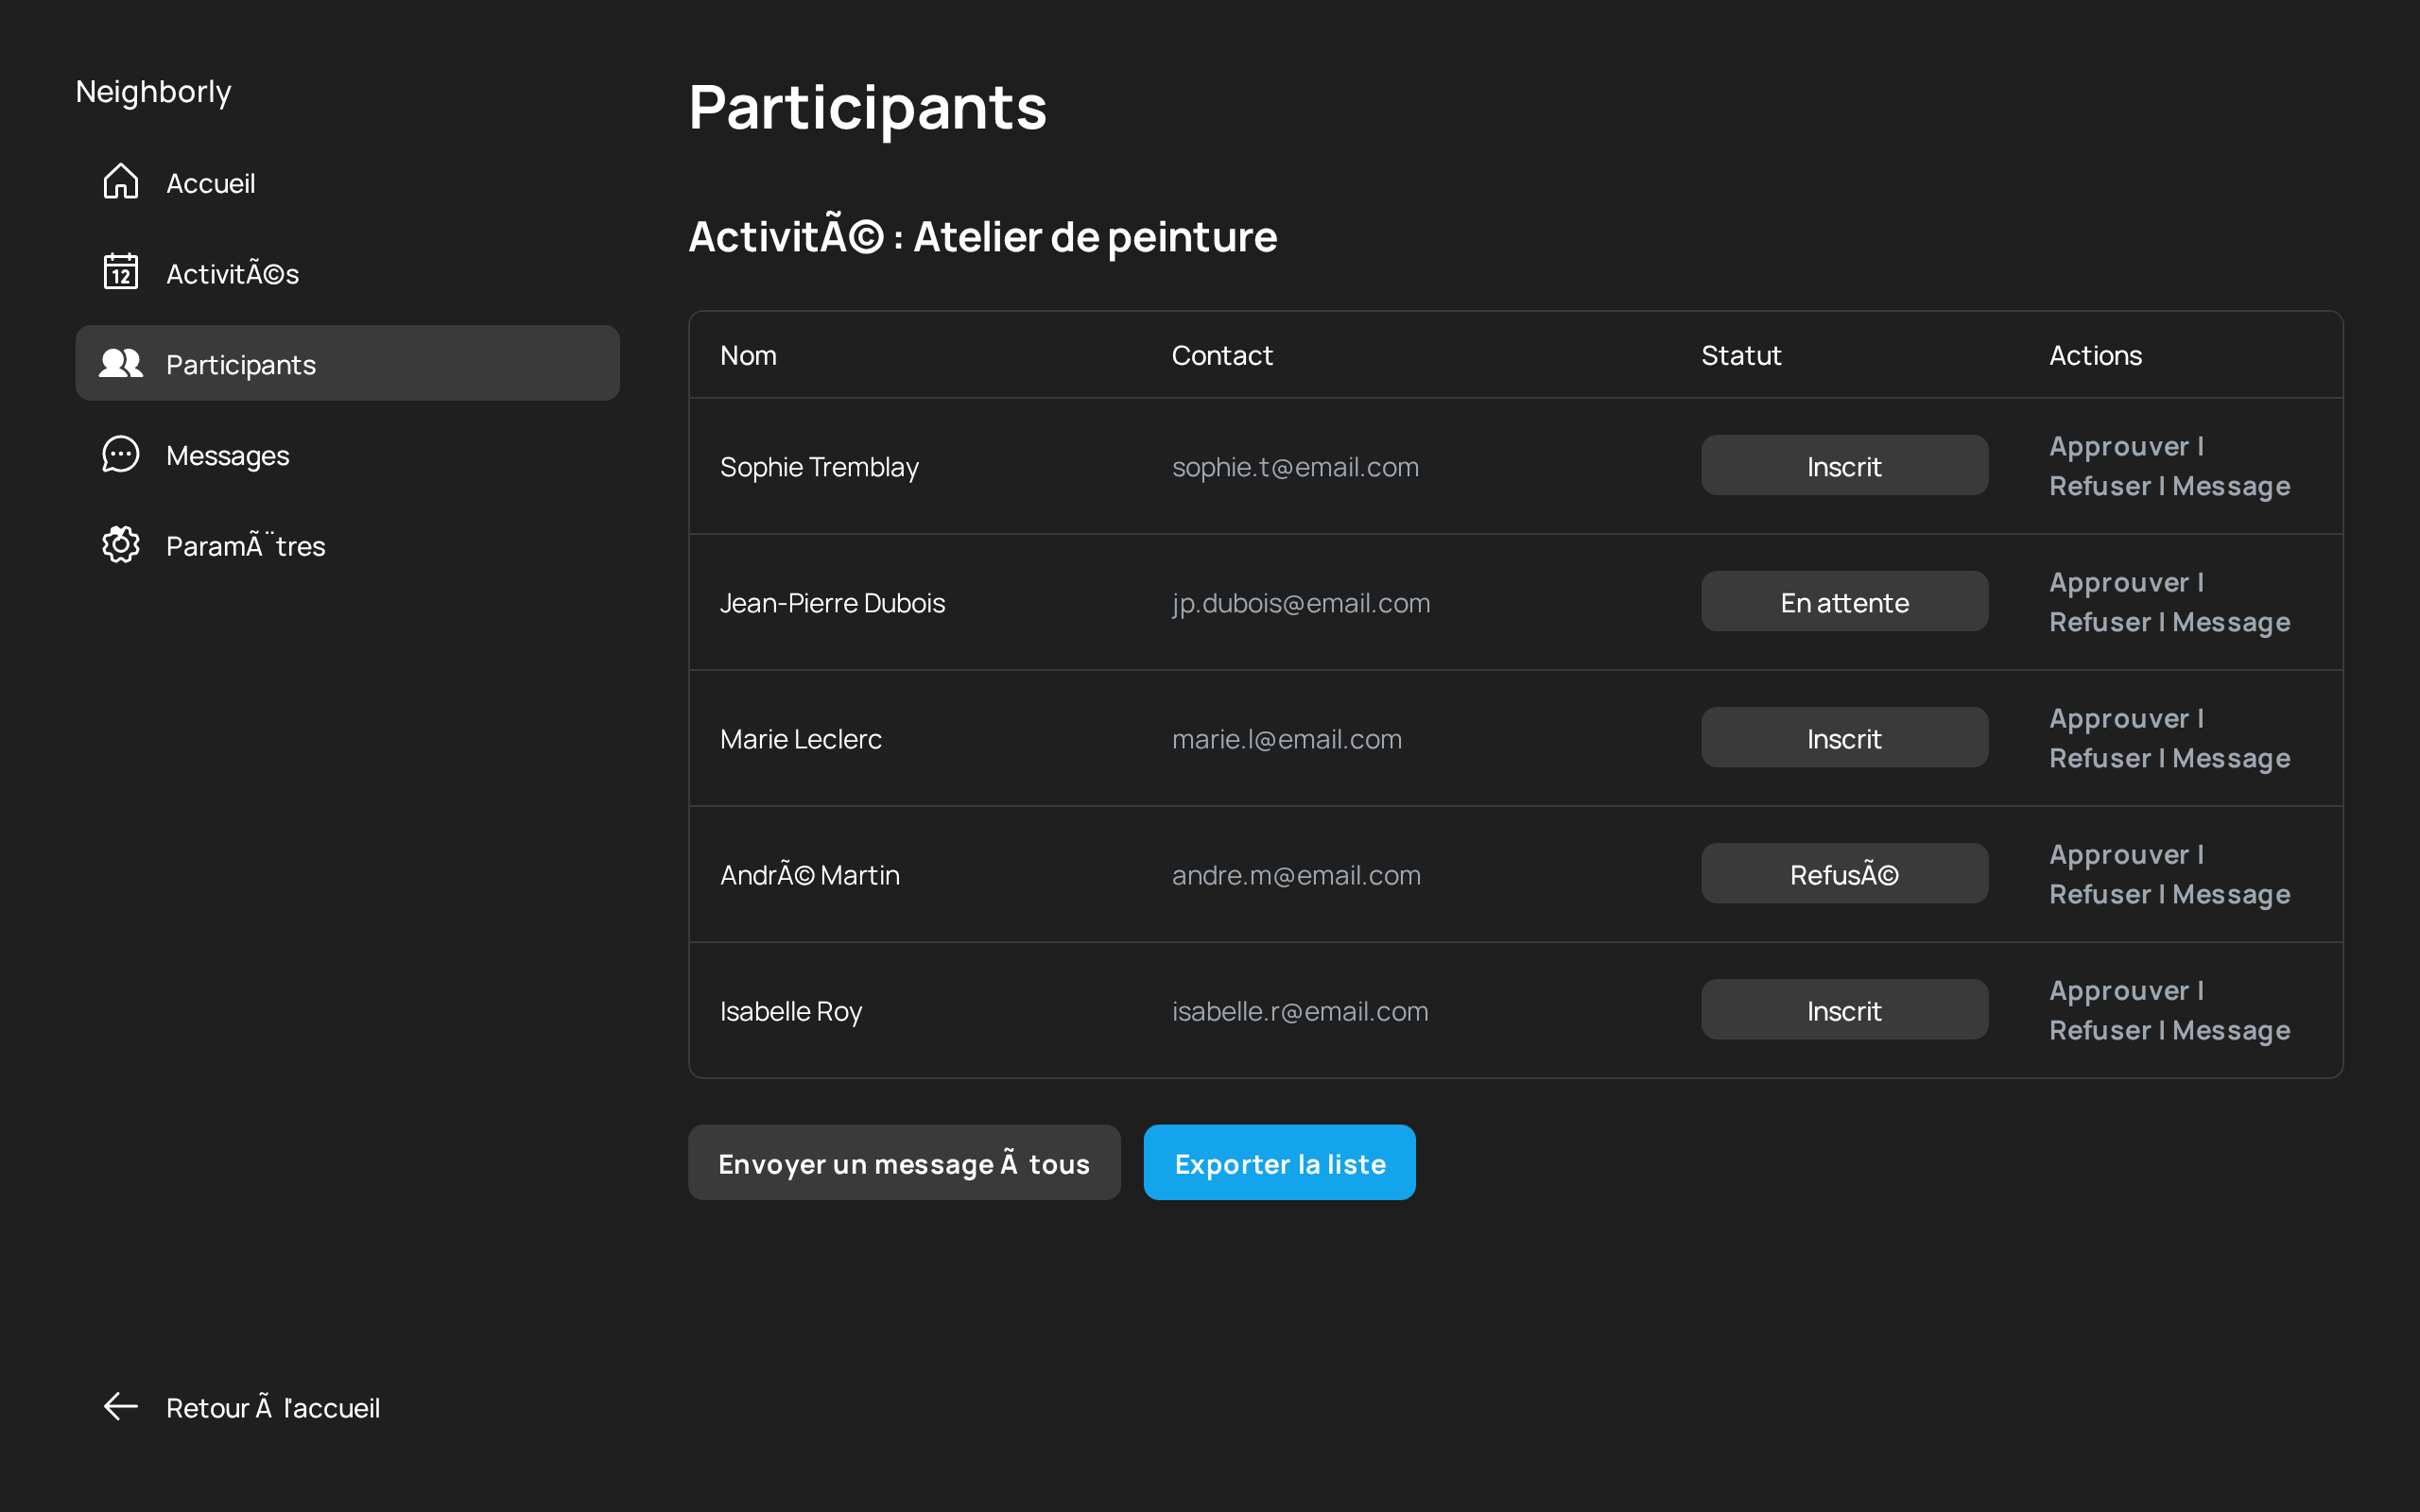 Neighborly
Accueil
12
ActivitÃ©s
Participants
Messages
ParamÃ¨tres
Retour Ã  l'accueil
Participants
ActivitÃ© : Atelier de peinture
Nom Contact Statut Actions
Sophie Tremblay sophie.t@email.com Inscrit Approuver |
Refuser | Message
Jean-Pierre Dubois jp.dubois@email.com En attente Approuver |
Refuser | Message
Marie Leclerc marie.l@email.com Inscrit Approuver |
Refuser | Message
AndrÃ© Martin andre.m@email.com RefusÃ© Approuver |
Refuser | Message
Isabelle Roy isabelle.r@email.com Inscrit Approuver |
Refuser | Message
Envoyer un message Ã  tous
Exporter la liste